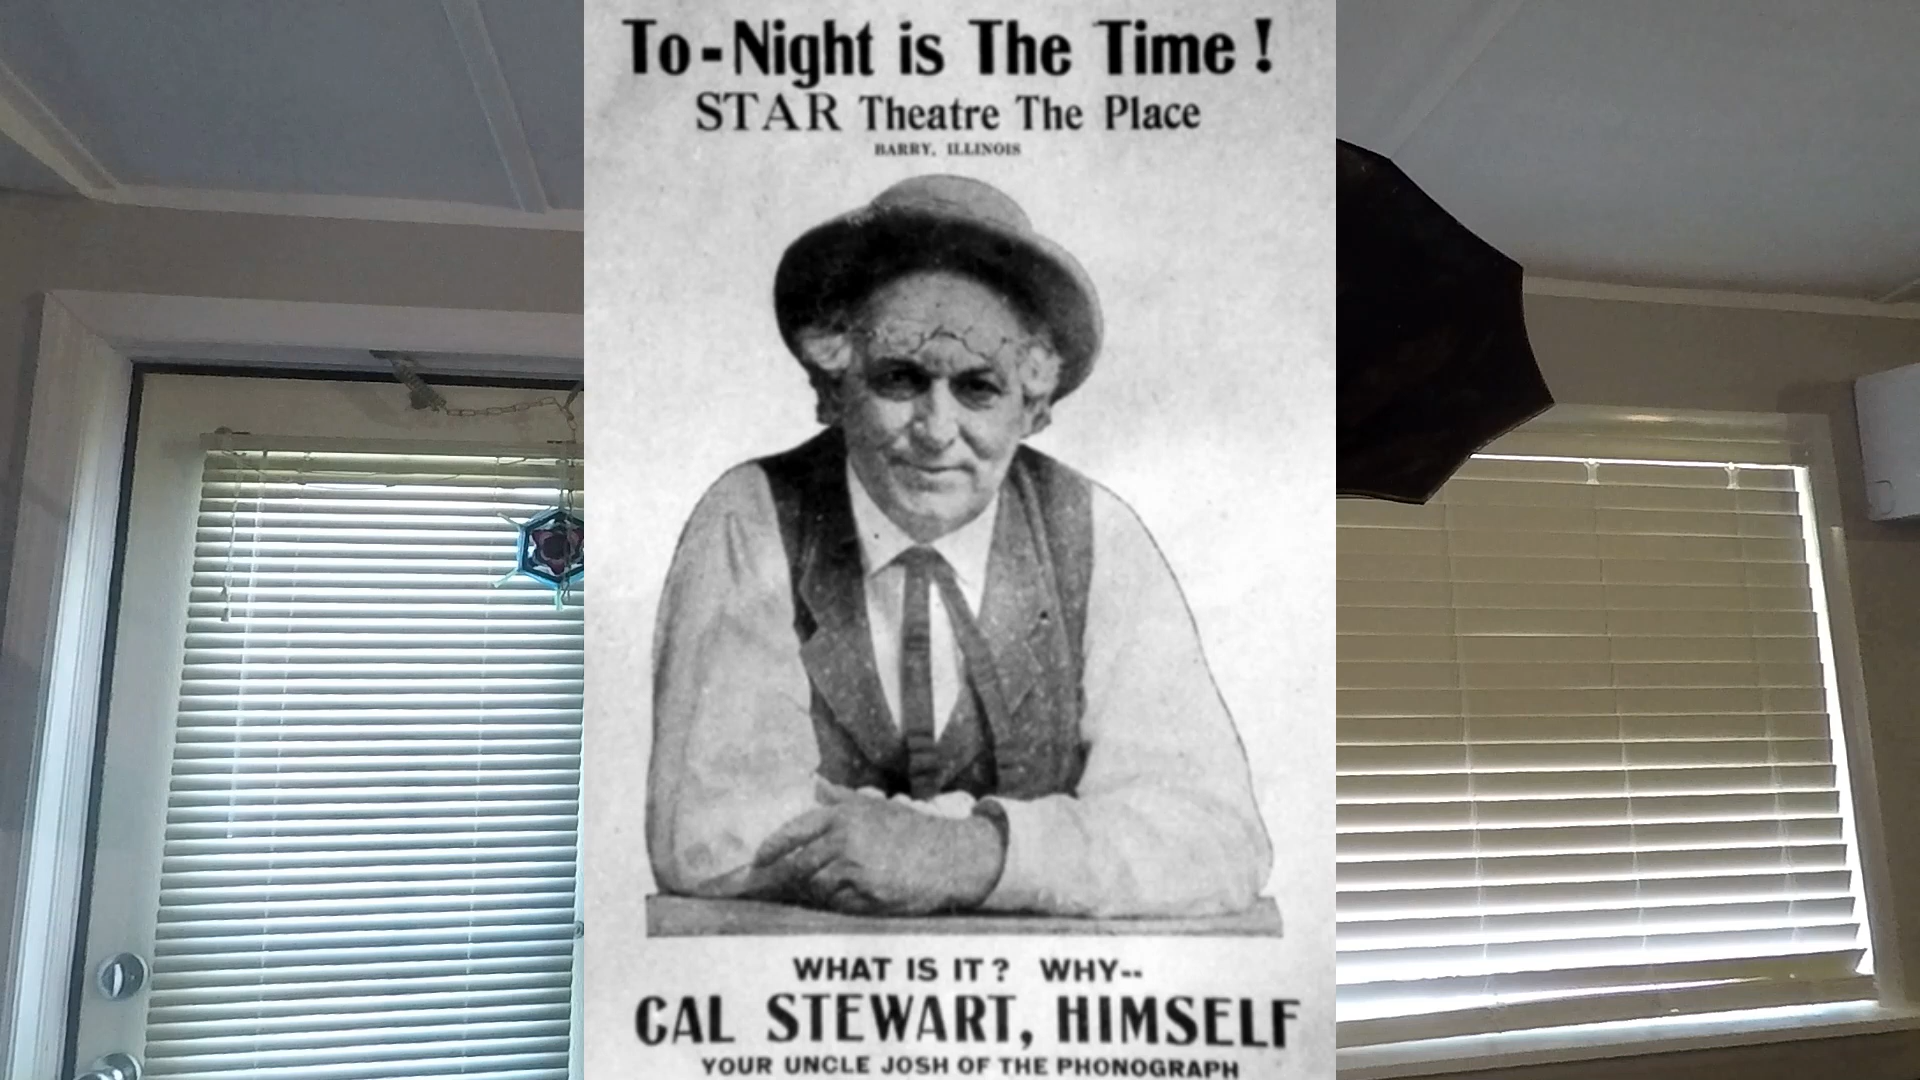 To-Night is The Time!
STAR Theatre The Place
BARRY, ILLINOIS
WHAT IS IT? WHY--
CAL STEWART, HIMSELF
YOUR UNCLE JOSH OF THE PHONOGRAPH